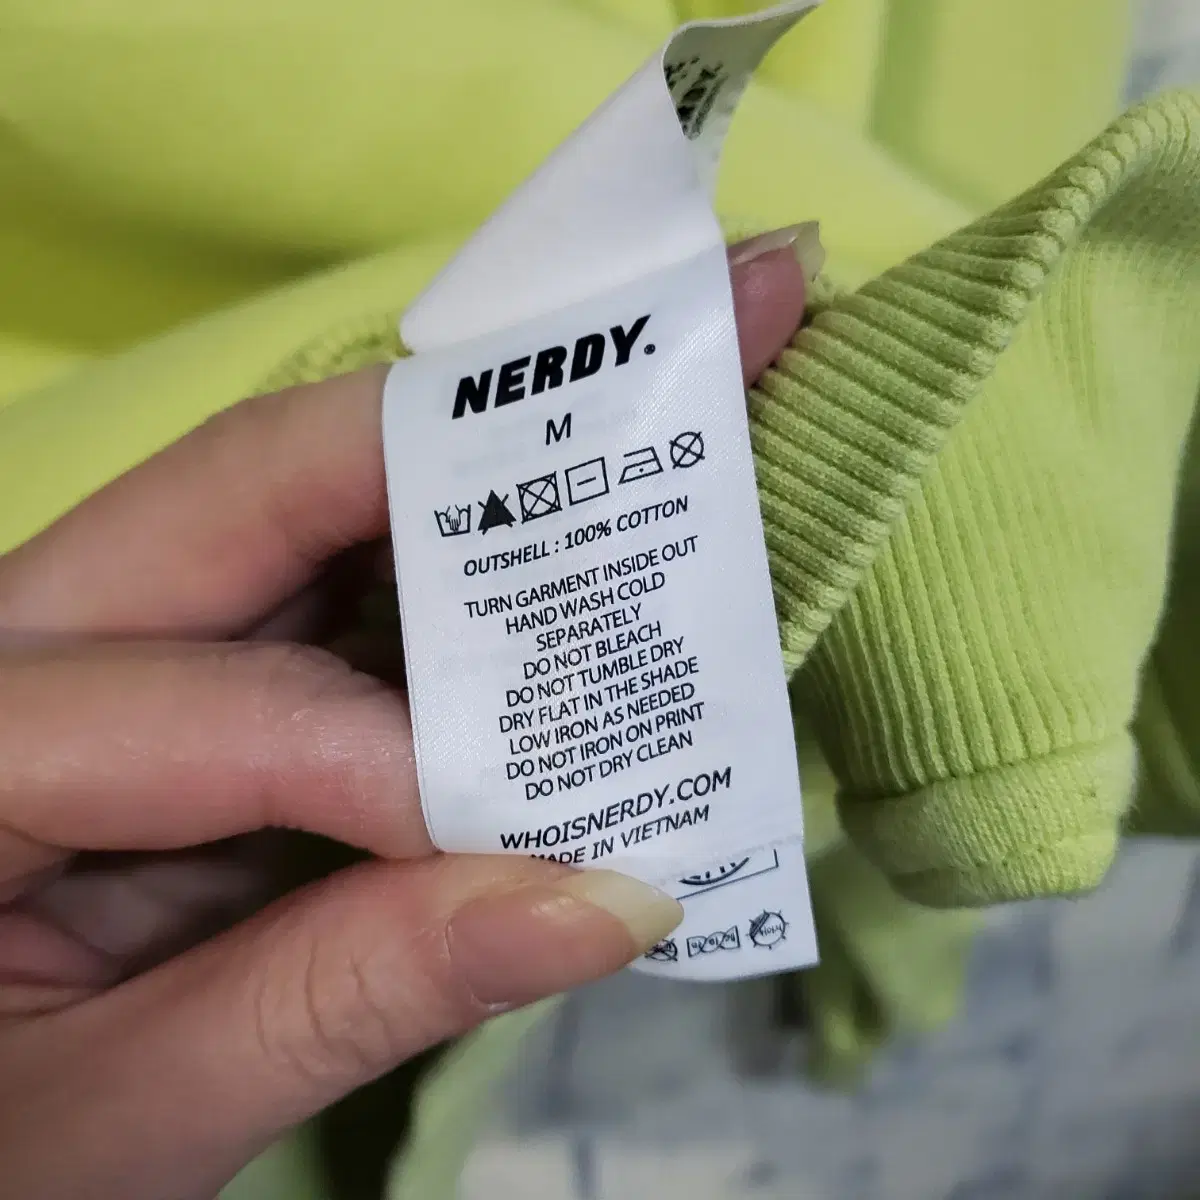 NERDY.
M
OUTSHELL : 100% COTTON
TURN GARMENT INSIDE OUT
HAND WASH COLD
SEPARATELY
DO NOT BLEACH
DO NOT TUMBLE DRY
DRY FLAT IN THE SHADE
LOW IRON AS NEEDED
DO NOT IRON ON PRINT
DO NOT DRY CLEAN
WHOISNERDY.COM
MADE IN VIETNAM